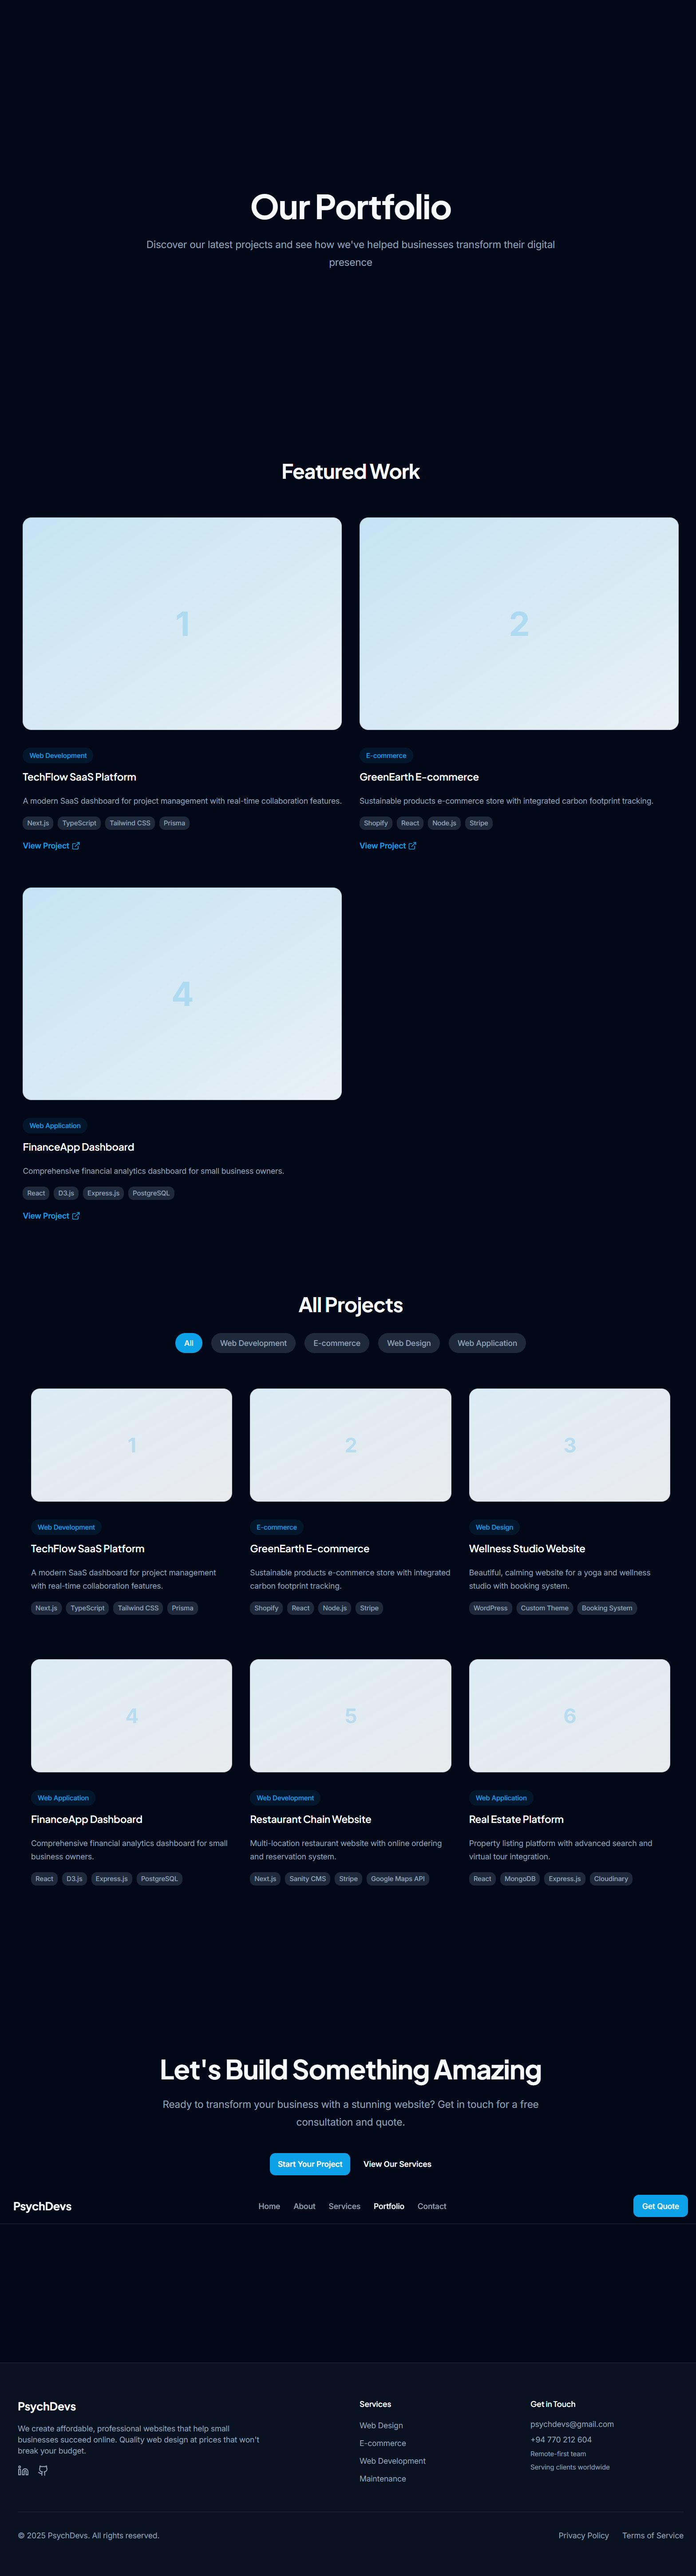 Our Portfolio
Discover our latest projects and see how we've helped businesses transform their digital
presence
Featured Work
1
Web Development
TechFlow SaaS Platform
A modern SaaS dashboard for project management with real-time collaboration features.
Next.js TypeScript Tailwind CSS Prisma
View Project
2
E-commerce
GreenEarth E-commerce
Sustainable products e-commerce store with integrated carbon footprint tracking.
Shopify React Node.js Stripe
View Project
4
Web Application
FinanceApp Dashboard
Comprehensive financial analytics dashboard for small business owners.
React D3.js Express.js PostgreSQL
View Project
All Projects
All Web Development E-commerce Web Design Web Application
1
Web Development
TechFlow SaaS Platform
A modern SaaS dashboard for project management
with real-time collaboration features.
Next.js TypeScript Tailwind CSS Prisma
2
E-commerce
GreenEarth E-commerce
Sustainable products e-commerce store with integrated
carbon footprint tracking.
Shopify React Node.js Stripe
3
Web Design
Wellness Studio Website
Beautiful, calming website for a yoga and wellness
studio with booking system.
WordPress Custom Theme Booking System
4
Web Application
FinanceApp Dashboard
Comprehensive financial analytics dashboard for small
business owners.
React D3.js Express.js PostgreSQL
5
Web Development
Restaurant Chain Website
Multi-location restaurant website with online ordering
and reservation system.
Next.js Sanity CMS Stripe Google Maps API
6
Web Application
Real Estate Platform
Property listing platform with advanced search and
virtual tour integration.
React MongoDB Express.js Cloudinary
Let's Build Something Amazing
Ready to transform your business with a stunning website? Get in touch for a free
consultation and quote.
Start Your Project View Our Services
PsychDevs Home About Services Portfolio Contact Get Quote
PsychDevs
We create affordable, professional websites that help small
businesses succeed online. Quality web design at prices that won't
break your budget.
Services
Web Design
E-commerce
Web Development
Maintenance
Get in Touch
psychdevs@gmail.com
+94 770 212 604
Remote-first team
Serving clients worldwide
© 2025 PsychDevs. All rights reserved.
Privacy Policy Terms of Service